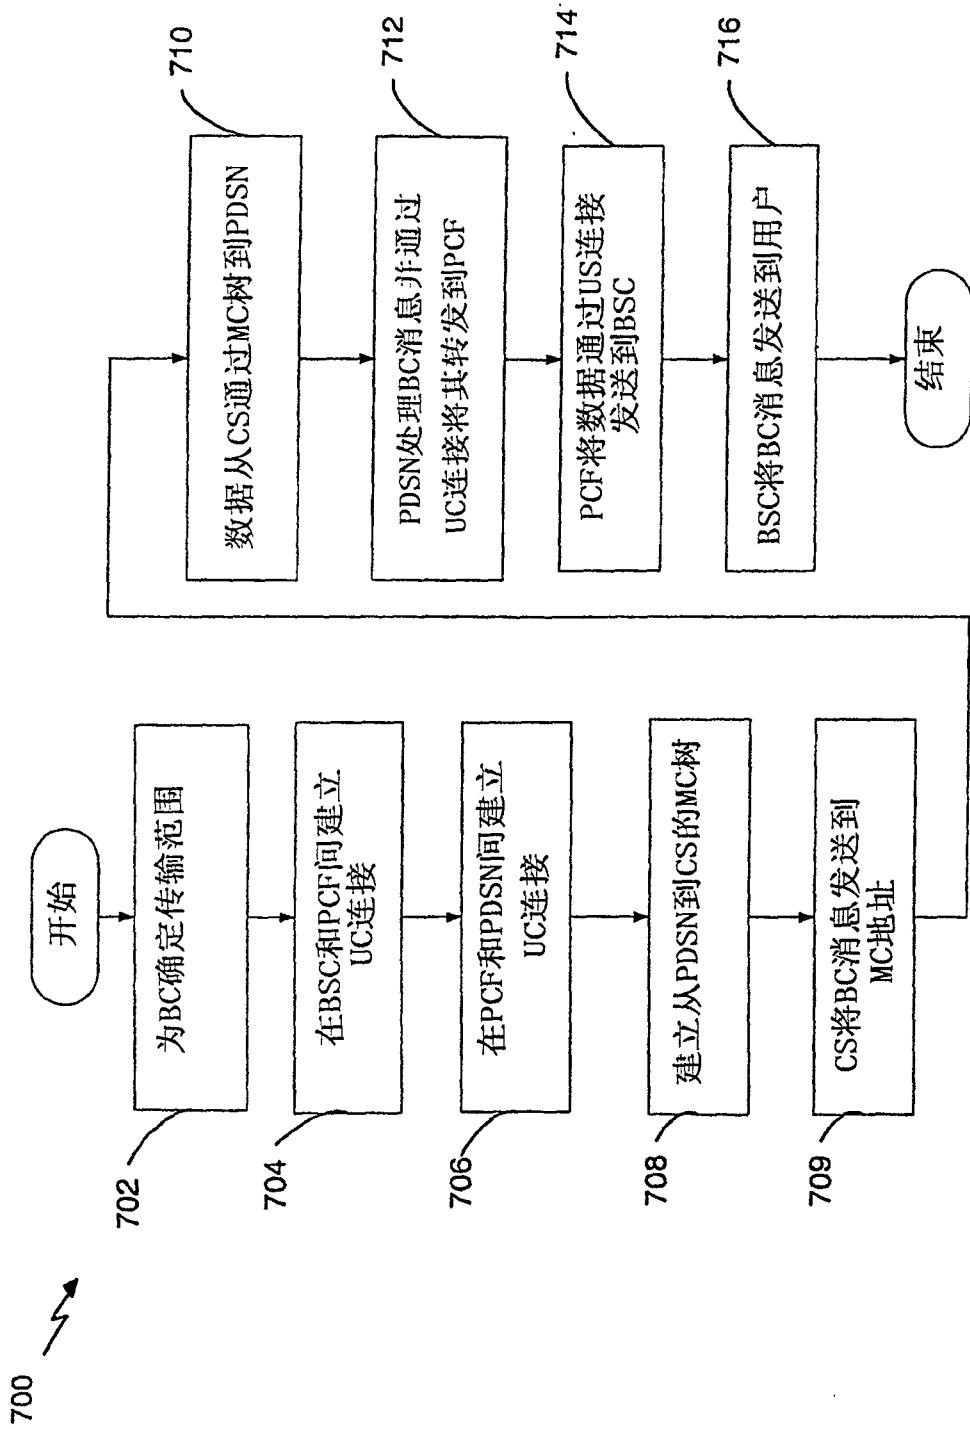 700
开始
702
为BC确定传输范围
704
在BSC和PCF间建立
UC连接
706
在PCF和PDSN间建立
UC连接
708
建立从PDSN到CS的MC树
709
CS将BC消息发送到
MC地址
710
数据从CS通过MC树到PDSN
712
PDSN处理BC消息并通过
UC连接将其转发到PCF
714
PCF将数据通过US连接
发送到BSC
716
BSC将BC消息发送到用户
结束